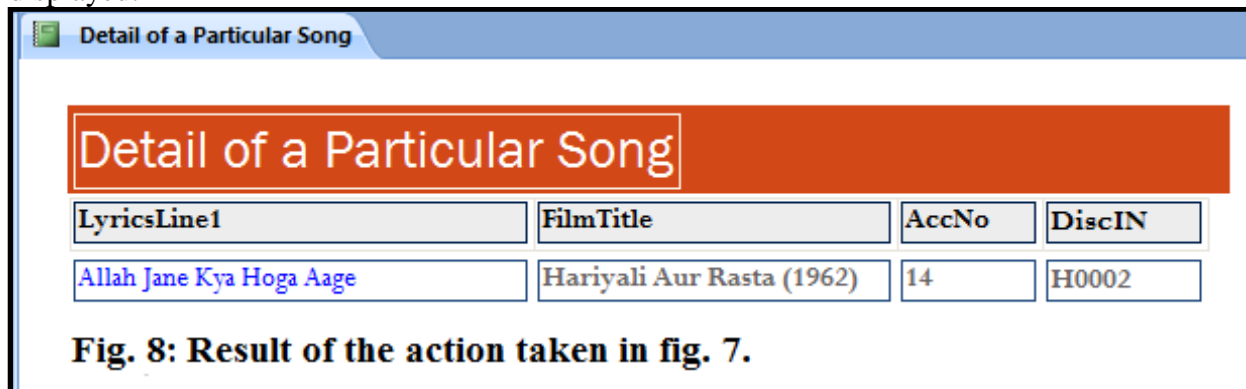 displayed.
Detail of a Particular Song
Detail of a Particular Song
LyricsLine1 FilmTitle AccNo DiscIN
Allah Jane Kya Hoga Aage Hariyali Aur Rasta (1962) 14 H0002
Fig. 8: Result of the action taken in fig. 7.